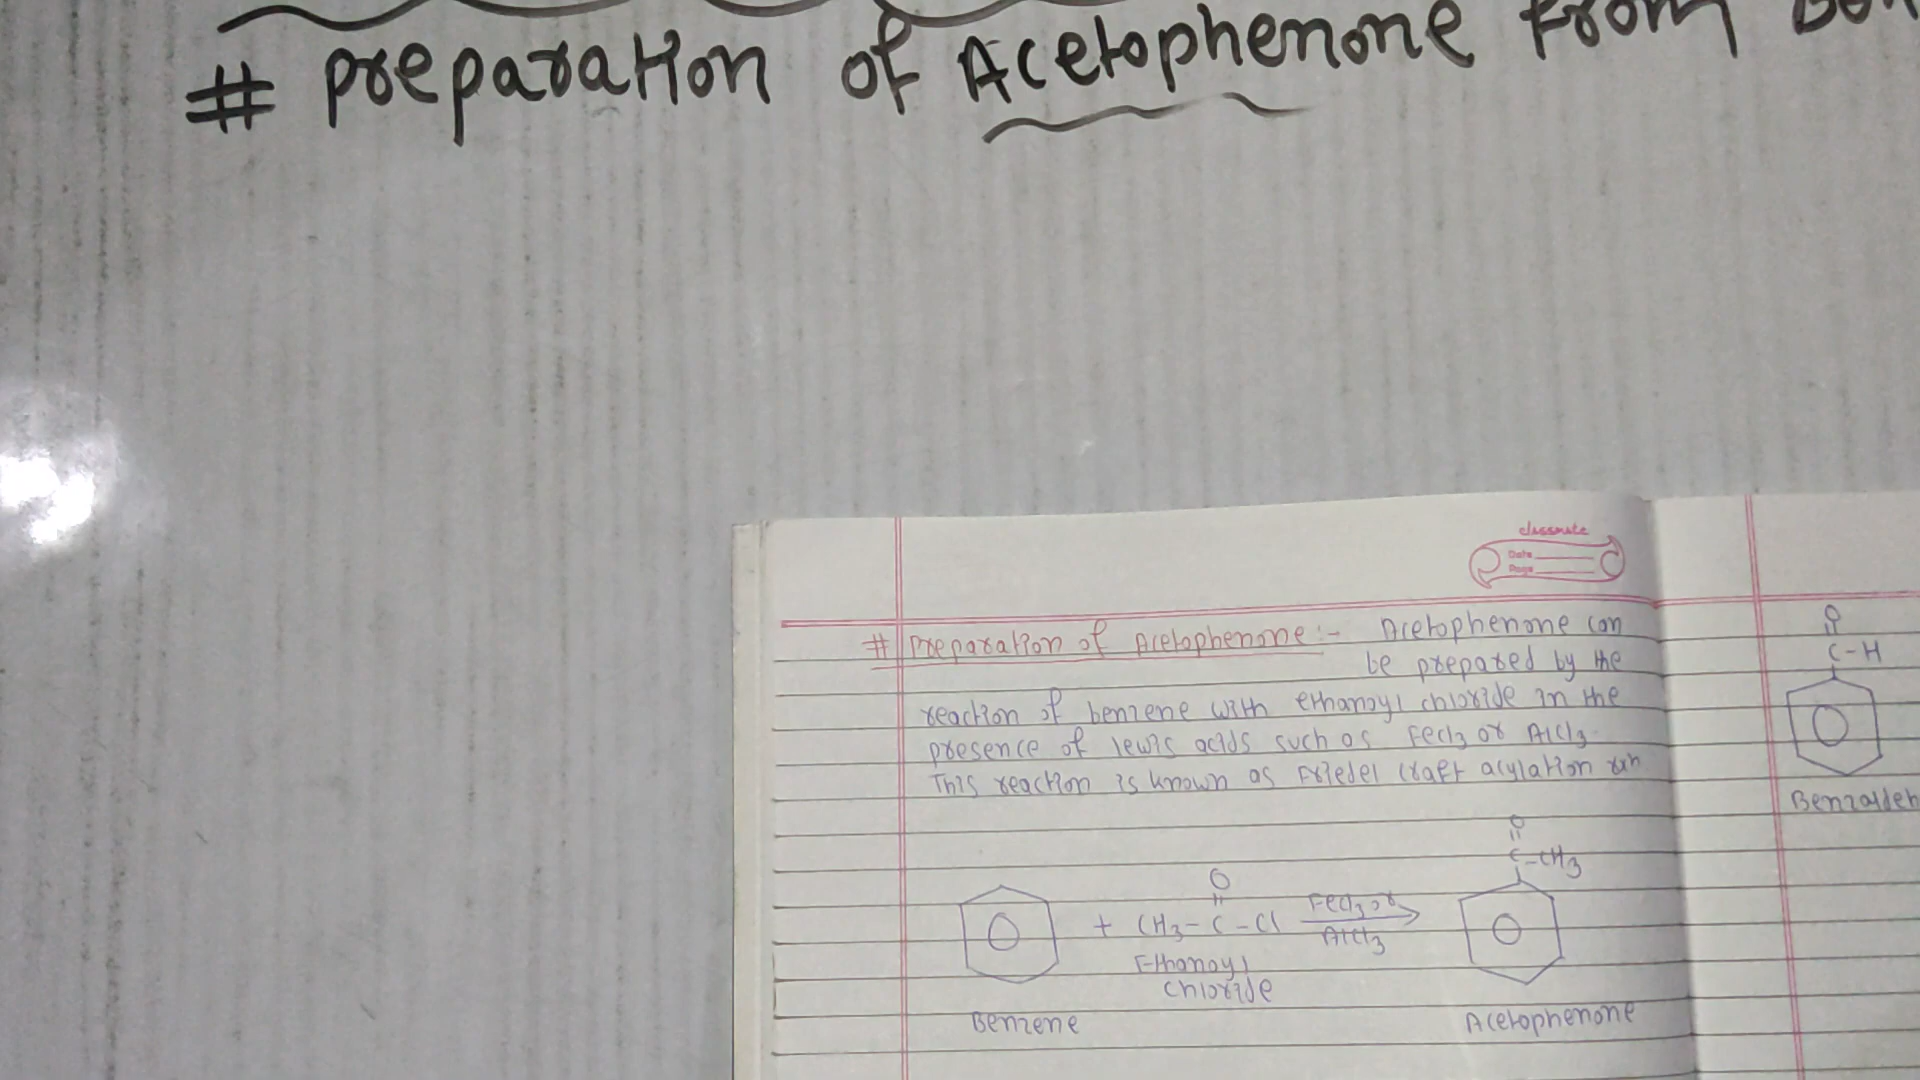 # preparation of Acetophenone From
classmate
Date
Page
# Preparation of Acetophenone :- Acetophenone can
be prepared by the
reaction of benzene with ethanoyl chloride in the
presence of lewis acids such as FeCl3 or AlCl3.
This reaction is known as Friedel Craft acylation rxn
O
C-CH3
O
+ CH3-C-Cl
FeCl3 or
AlCl3
Ethanoyl
chloride
Benzene
Acetophenone
O
C-H
Benzaldeh